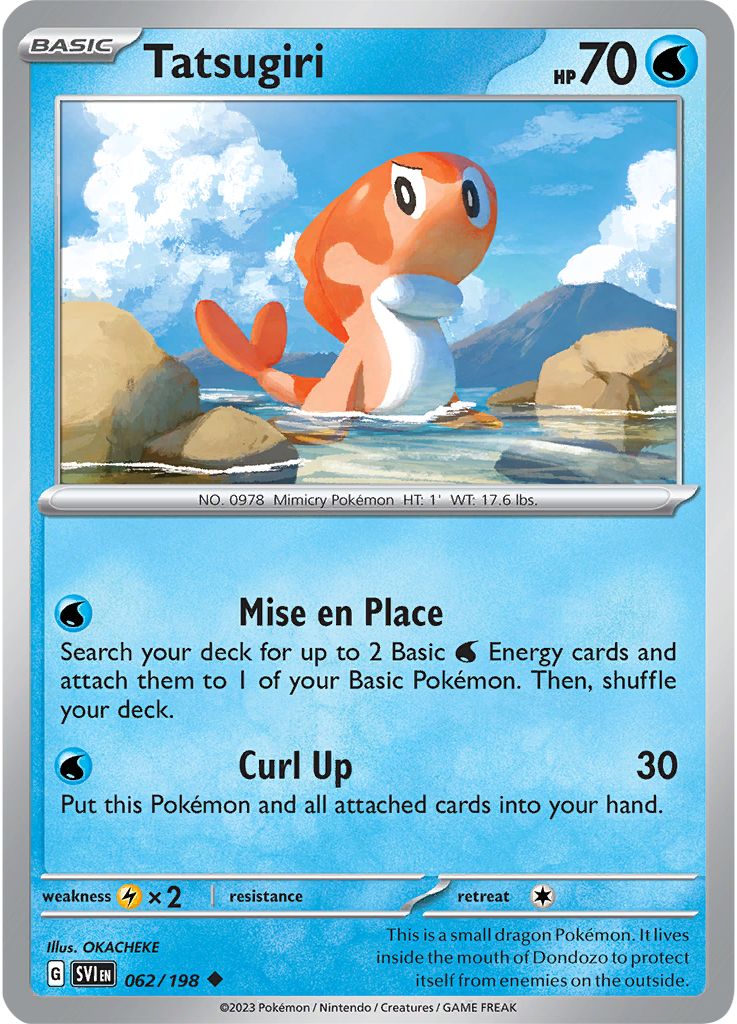 BASIC
Tatsugiri
HP 70
NO. 0978 Mimicry Pokémon HT: 1' WT: 17.6 lbs.
Mise en Place
Search your deck for up to 2 Basic Energy cards and
attach them to 1 of your Basic Pokémon. Then, shuffle
your deck.
Curl Up 30
Put this Pokémon and all attached cards into your hand.
weakness ×2 resistance retreat
Illus. OKACHEKE
G SVI EN 062/198
This is a small dragon Pokémon. It lives
inside the mouth of Dondozo to protect
itself from enemies on the outside.
©2023 Pokémon / Nintendo / Creatures / GAME FREAK